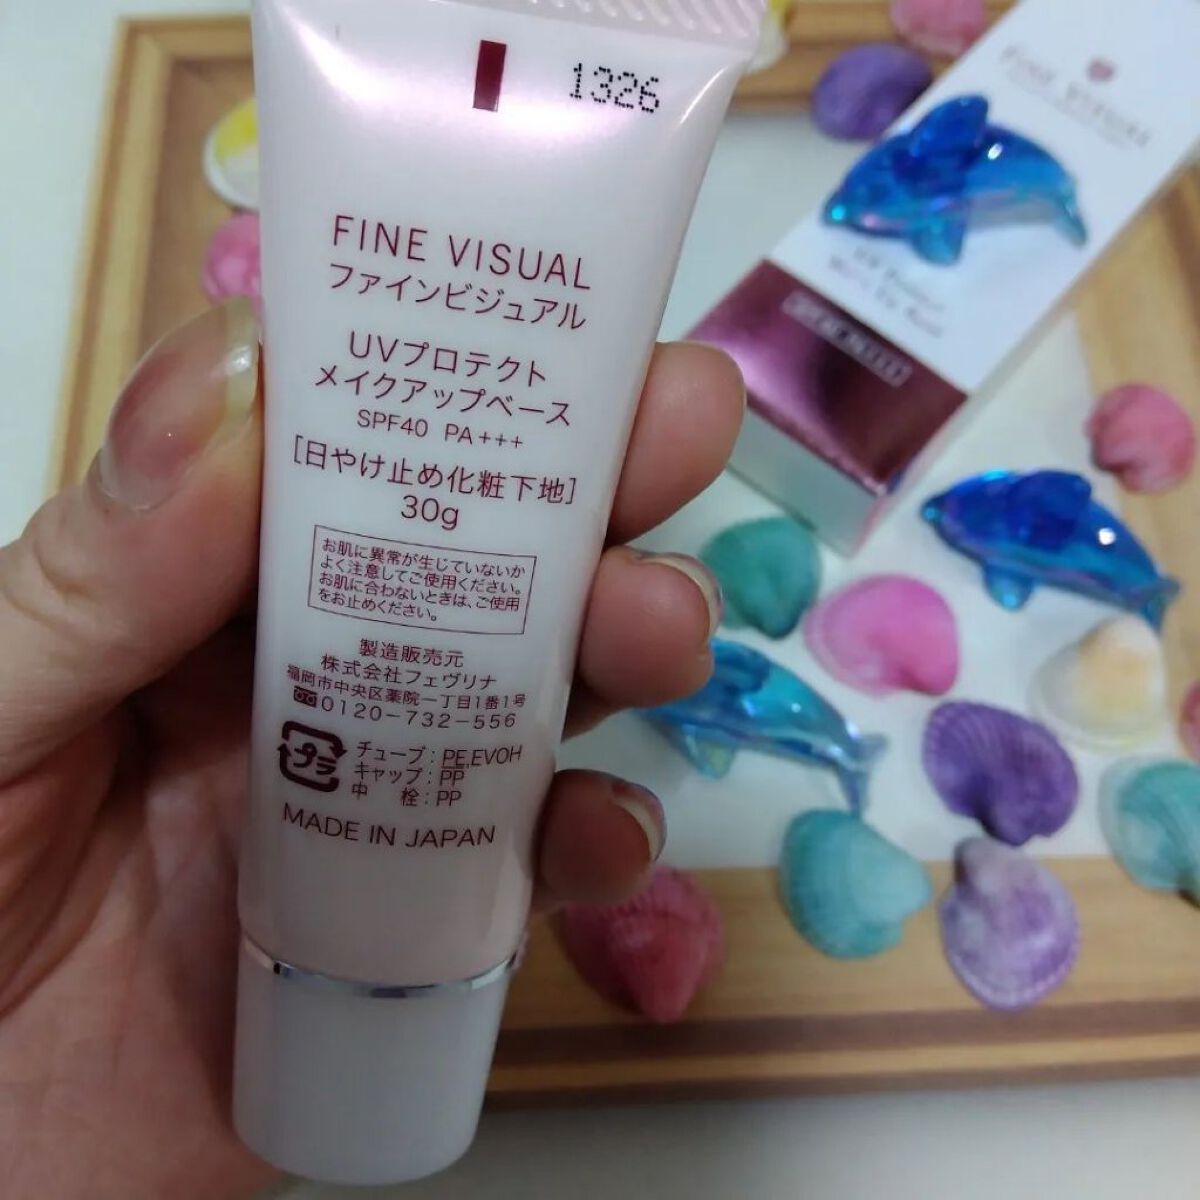 1326
FINE VISUAL
ファインビジュアル
UVプロテクト
メイクアップベース
SPF40 PA+++
[日やけ止め化粧下地]
30g
お肌に異常が生じていないか
よく注意してご使用ください。
お肌に合わないときは、ご使用
をお止めください。
製造販売元
株式会社フェヴリナ
福岡市中央区薬院一丁目1番1号
0120-732-556
プラ
チューブ:PE,EVOH
キャップ:PP
中 栓:PP
MADE IN JAPAN
FINE VISUAL
UV Protect
Make Up Base